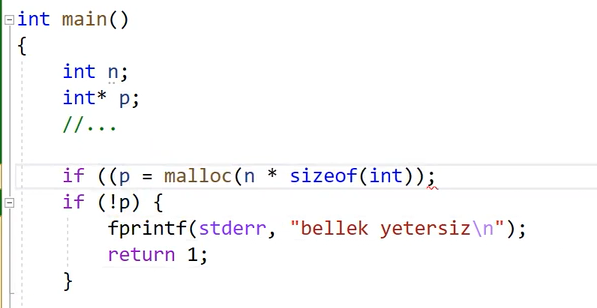 int main()
{
    int n;
    int* p;
    //...
    if ((p = malloc(n * sizeof(int));
    if (!p) {
        fprintf(stderr, "bellek yetersiz\n");
        return 1;
    }